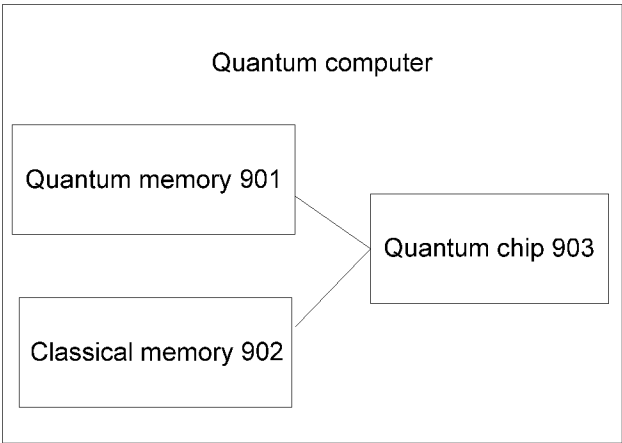 Quantum computer
Quantum memory 901
Quantum chip 903
Classical memory 902